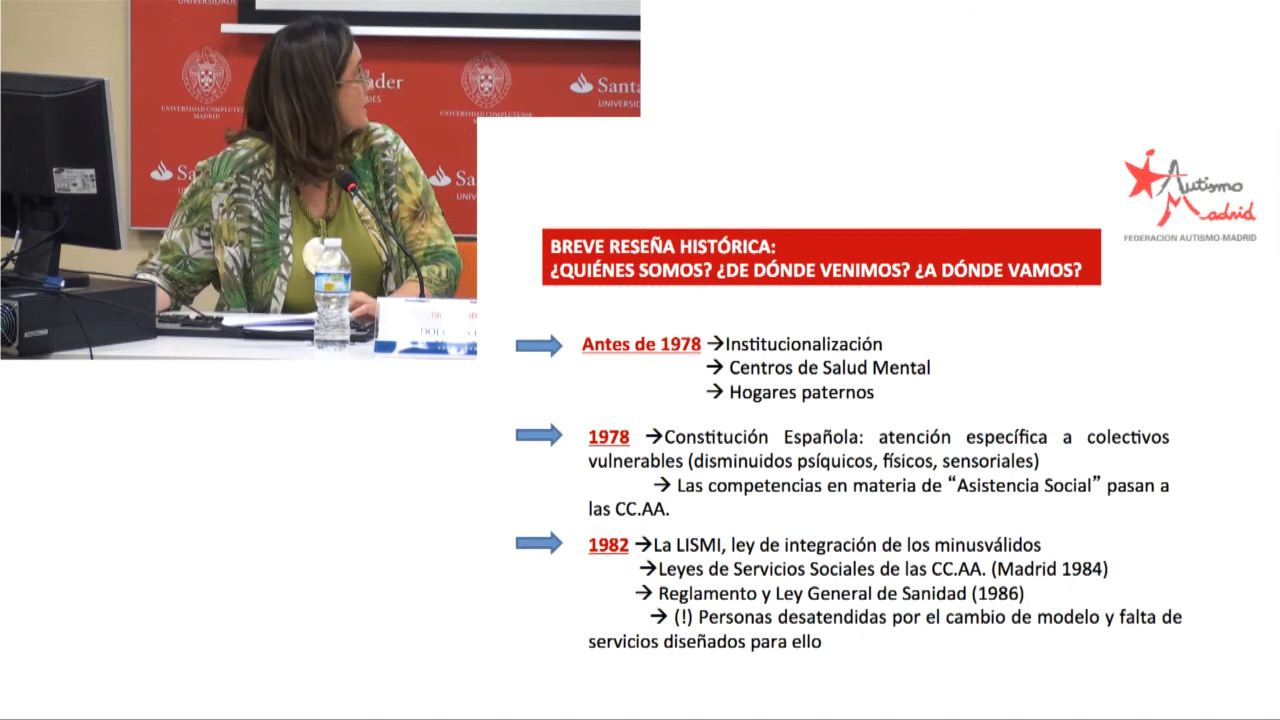 UNIVERSIDAD COMPLUTENSE
MADRID
UNIVERSIDAD COMPLUTENSE
MADRID
Autismo
Madrid
FEDERACION AUTISMO-MADRID
BREVE RESEÑA HISTÓRICA:
¿QUIÉNES SOMOS? ¿DE DÓNDE VENIMOS? ¿A DÓNDE VAMOS?
Antes de 1978 →Institucionalización
→ Centros de Salud Mental
→ Hogares paternos
1978 →Constitución Española: atención específica a colectivos
vulnerables (disminuidos psíquicos, físicos, sensoriales)
→ Las competencias en materia de “Asistencia Social” pasan a
las CC.AA.
1982 →La LISMI, ley de integración de los minusválidos
→Leyes de Servicios Sociales de las CC.AA. (Madrid 1984)
→ Reglamento y Ley General de Sanidad (1986)
→ (!) Personas desatendidas por el cambio de modelo y falta de
servicios diseñados para ello